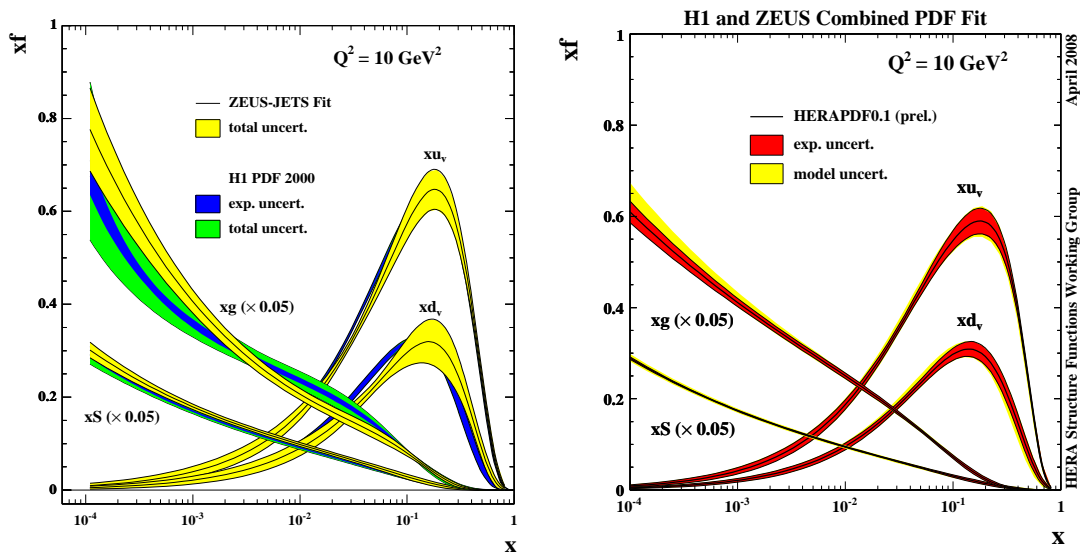 xf
1
0.8
0.6
0.4
0.2
0
Q² = 10 GeV²
ZEUS-JETS Fit
total uncert.
H1 PDF 2000
exp. uncert.
total uncert.
xuᵥ
xdᵥ
xg (× 0.05)
xS (× 0.05)
10⁻⁴
10⁻³
10⁻²
10⁻¹
1
x
H1 and ZEUS Combined PDF Fit
xf
1
0.8
0.6
0.4
0.2
0
Q² = 10 GeV²
HERAPDF0.1 (prel.)
exp. uncert.
model uncert.
xuᵥ
xdᵥ
xg (× 0.05)
xS (× 0.05)
10⁻⁴
10⁻³
10⁻²
10⁻¹
1
x
HERA Structure Functions Working Group April 2008